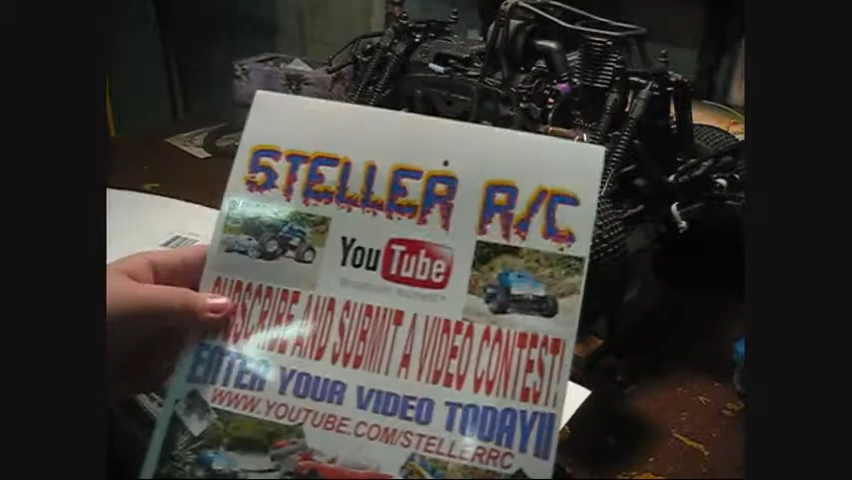 STELLER R/C
YouTube
SUBSCRIBE AND SUBMIT A VIDEO CONTEST!
ENTER YOUR VIDEO TODAY!!
WWW.YOUTUBE.COM/STELLERRC